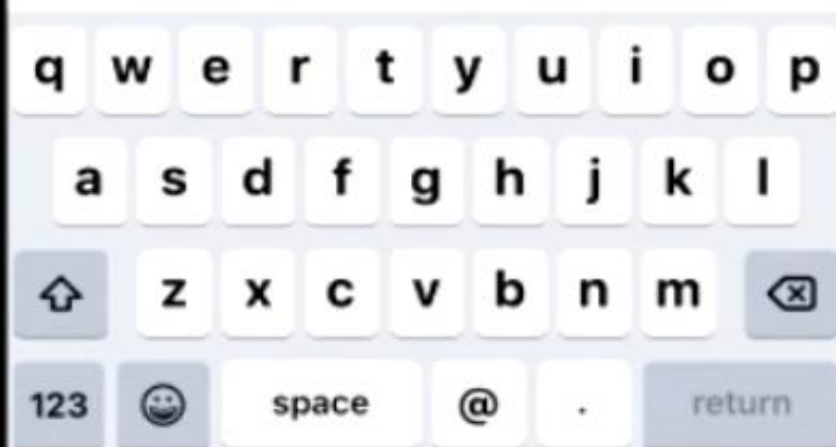 q w e r t y u i o p
a s d f g h j k l
z x c v b n m
123 space @ . return